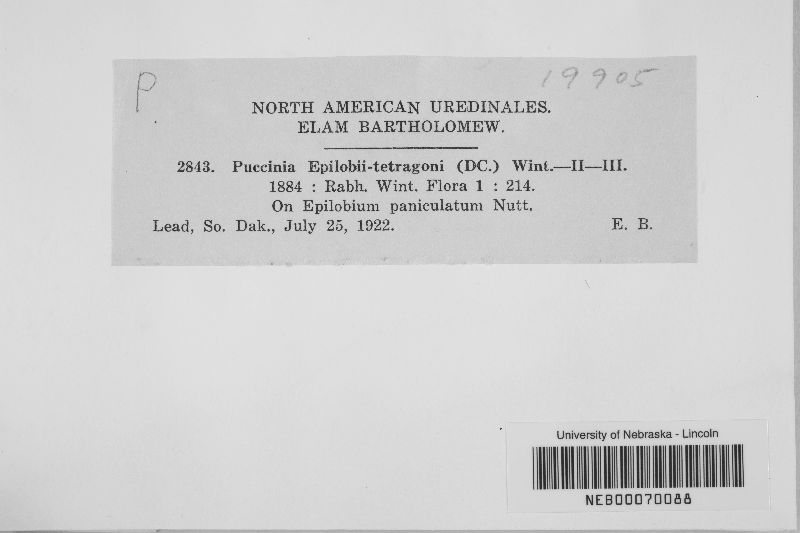 P
19905
NORTH AMERICAN UREDINALES.
ELAM BARTHOLOMEW.
2843. Puccinia Epilobii-tetragoni (DC.) Wint.—II—III.
1884 : Rabh. Wint. Flora 1 : 214.
On Epilobium paniculatum Nutt.
Lead, So. Dak., July 25, 1922. E. B.
University of Nebraska - Lincoln
NEB00070088